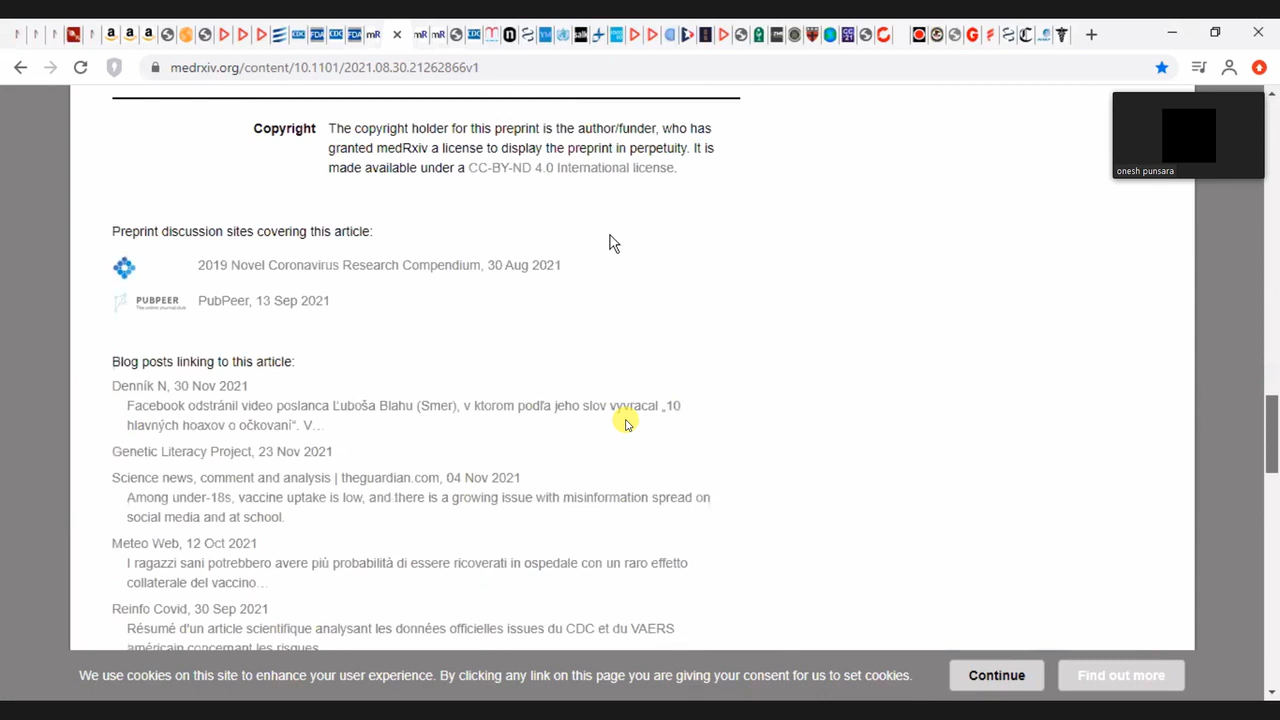 medrxiv.org/content/10.1101/2021.08.30.21262866v1
onesh punsara
Copyright The copyright holder for this preprint is the author/funder, who has
granted medRxiv a license to display the preprint in perpetuity. It is
made available under a CC-BY-ND 4.0 International license.
Preprint discussion sites covering this article:
2019 Novel Coronavirus Research Compendium, 30 Aug 2021
PUBPEER PubPeer, 13 Sep 2021
Blog posts linking to this article:
Denník N, 30 Nov 2021
Facebook odstránil video poslanca Ľuboša Blahu (Smer), v ktorom podľa jeho slov vyvracal „10
hlavných hoaxov o očkovaní“. V…
Genetic Literacy Project, 23 Nov 2021
Science news, comment and analysis | theguardian.com, 04 Nov 2021
Among under-18s, vaccine uptake is low, and there is a growing issue with misinformation spread on
social media and at school.
Meteo Web, 12 Oct 2021
I ragazzi sani potrebbero avere più probabilità di essere ricoverati in ospedale con un raro effetto
collaterale del vaccino…
Reinfo Covid, 30 Sep 2021
Résumé d'un article scientifique analysant les données officielles issues du CDC et du VAERS
américain concernant les risques
We use cookies on this site to enhance your user experience. By clicking any link on this page you are giving your consent for us to set cookies.
Continue
Find out more